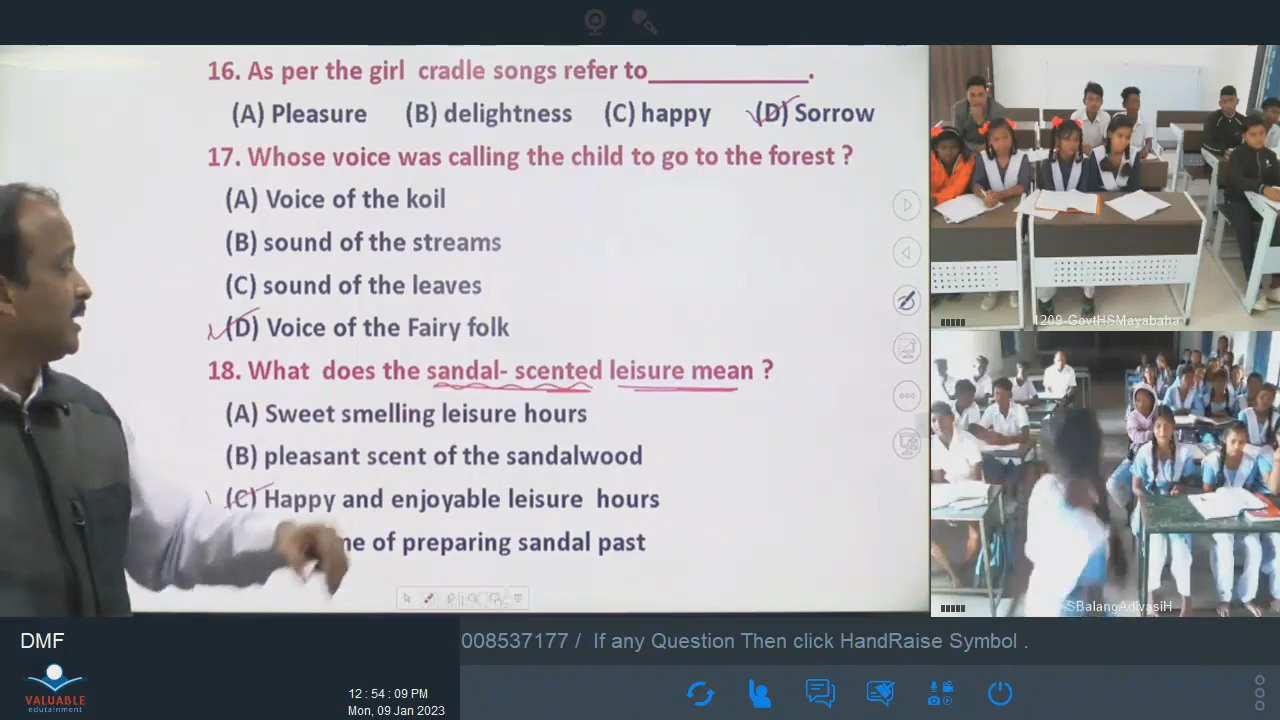 16. As per the girl cradle songs refer to____________.
(A) Pleasure (B) delightness (C) happy (D) Sorrow
17. Whose voice was calling the child to go to the forest ?
(A) Voice of the koil
(B) sound of the streams
(C) sound of the leaves
(D) Voice of the Fairy folk
18. What does the sandal- scented leisure mean ?
(A) Sweet smelling leisure hours
(B) pleasant scent of the sandalwood
(C) Happy and enjoyable leisure hours
of preparing sandal past
1209-GovtHSMayabaha
SBalangAdivasiH
DMF
008537177 / If any Question Then click HandRaise Symbol .
VALUABLE
edutainment
12 : 54 : 09 PM
Mon, 09 Jan 2023